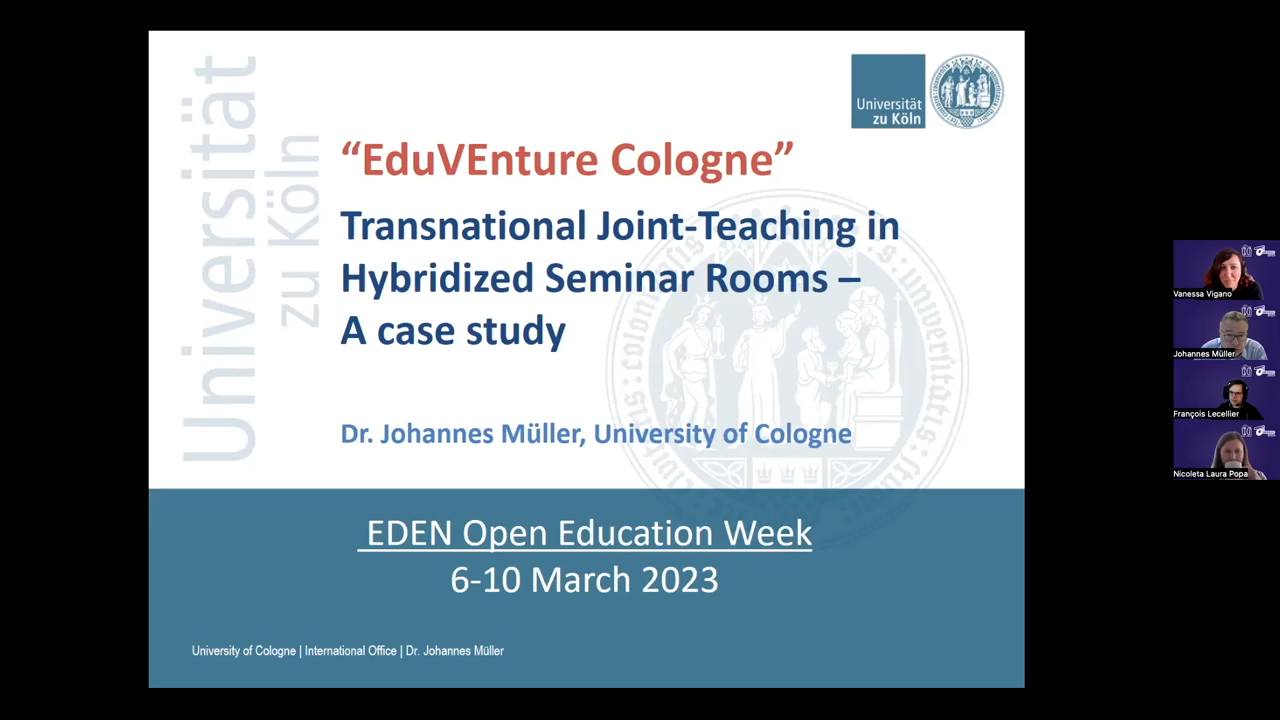 Universität
zu Köln
Universität
zu Köln
“EduVEnture Cologne”
Transnational Joint-Teaching in
Hybridized Seminar Rooms –
A case study
Dr. Johannes Müller, University of Cologne
EDEN Open Education Week
6-10 March 2023
University of Cologne | International Office | Dr. Johannes Müller
Vanessa Vigano
Johannes Müller
François Lecellier
Nicoleta Laura Popa